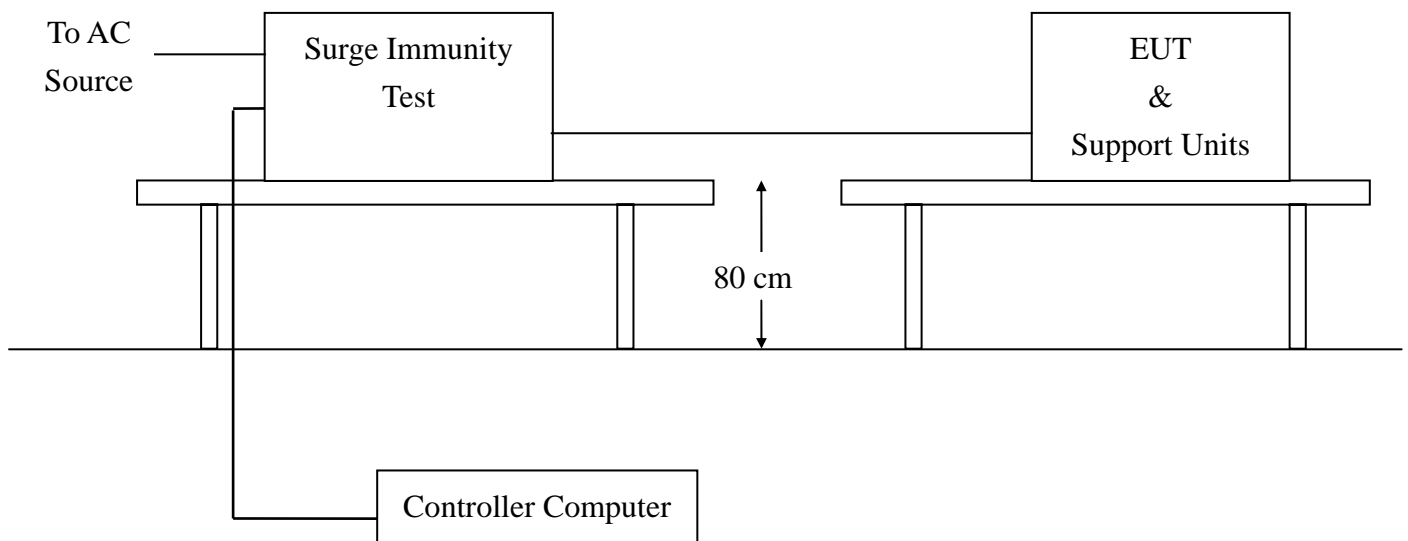 To AC
Source
Surge Immunity
Test
EUT
&
Support Units
80 cm
Controller Computer